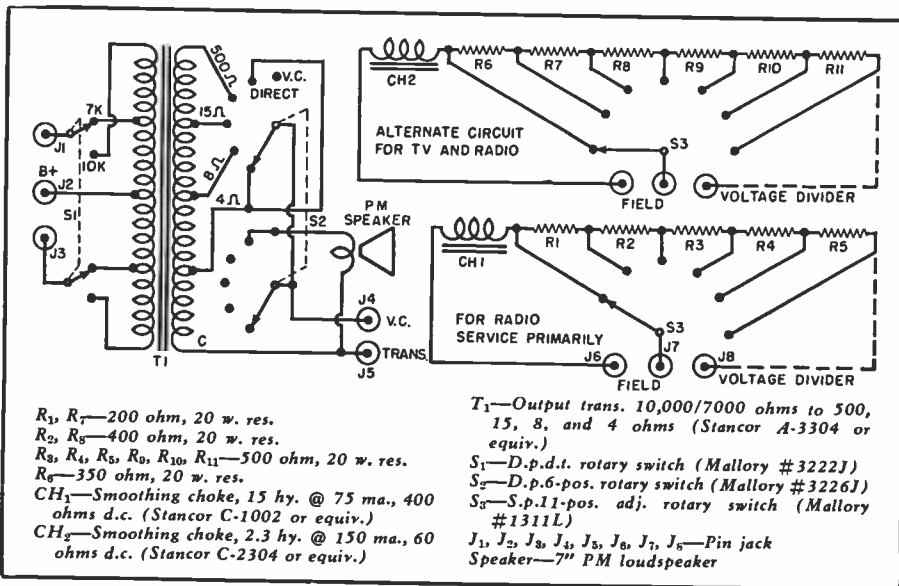 500Ω
V.C.
DIRECT
7K
15Ω
J1
10K
8Ω
B+
J2
4Ω
S1
S2
PM
SPEAKER
J3
J4
V.C.
C
TRANS.
T1
J5
R6
R7
R8
R9
R10
R11
CH2
ALTERNATE CIRCUIT
FOR TV AND RADIO
S3
FIELD
VOLTAGE DIVIDER
R1
R2
R3
R4
R5
CH1
FOR RADIO
SERVICE PRIMARILY
S3
J6
J7
J8
FIELD
VOLTAGE DIVIDER
R₁, R₇—200 ohm, 20 w. res.
R₂, R₈—400 ohm, 20 w. res.
R₃, R₄, R₅, R₉, R₁₀, R₁₁—500 ohm, 20 w. res.
R₆—350 ohm, 20 w. res.
CH₁—Smoothing choke, 15 hy. @ 75 ma., 400
ohms d.c. (Stancor C-1002 or equiv.)
CH₂—Smoothing choke, 2.3 hy. @ 150 ma., 60
ohms d.c. (Stancor C-2304 or equiv.)
T₁—Output trans. 10,000/7000 ohms to 500,
15, 8, and 4 ohms (Stancor A-3304 or
equiv.)
S₁—D.p.d.t. rotary switch (Mallory #3222J)
S₂—D.p.6-pos. rotary switch (Mallory #3226J)
S₃—S.p.11-pos. adj. rotary switch (Mallory
#1311L)
J₁, J₂, J₃, J₄, J₅, J₆, J₇, J₈—Pin jack
Speaker—7" PM loudspeaker